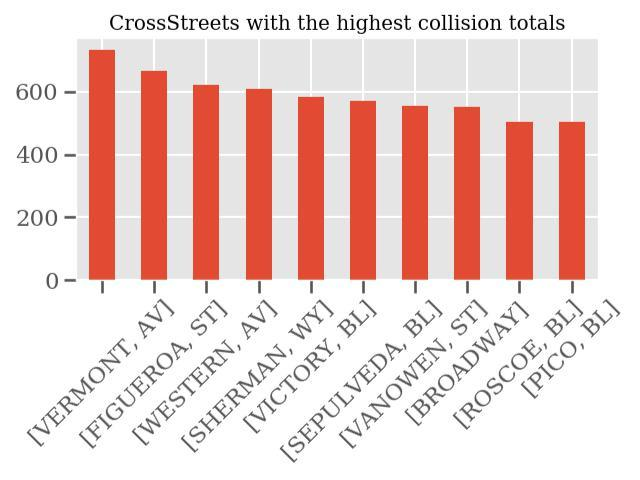 CrossStreets with the highest collision totals
600
400
200
0
[VERMONT, AV]
[FIGUEROA, ST]
[WESTERN, AV]
[SHERMAN, WY]
[VICTORY, BL]
[SEPULVEDA, BL]
[VANOWEN, ST]
[BROADWAY]
[ROSCOE, BL]
[PICO, BL]